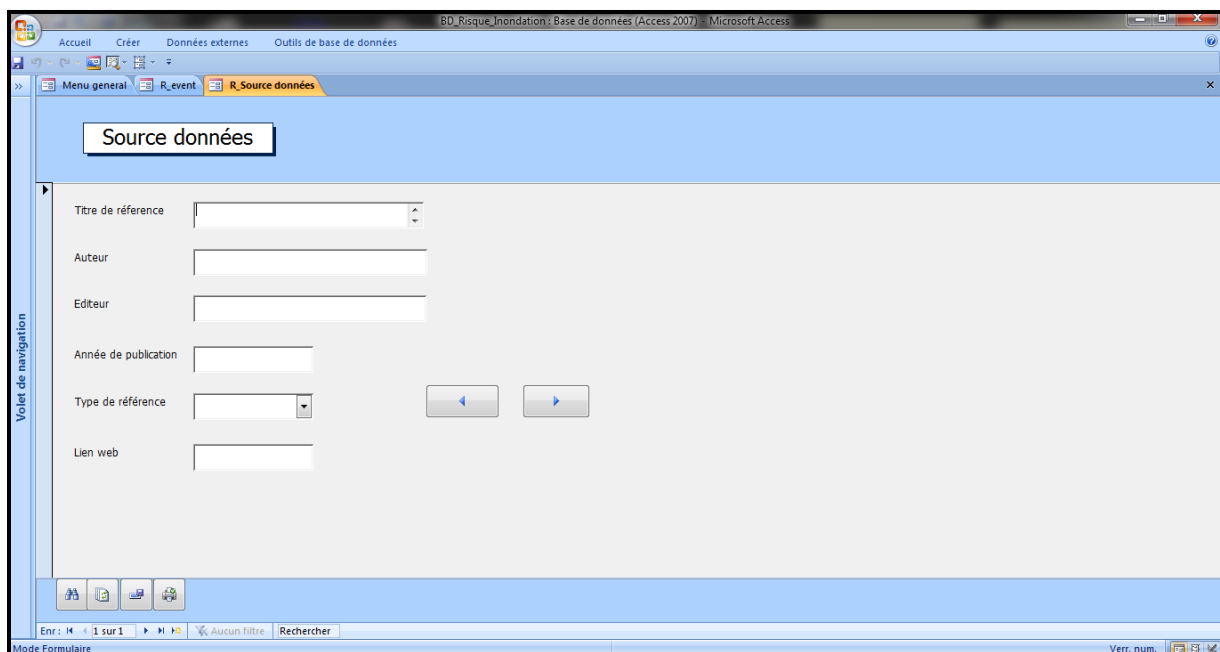 BD_Risque_Inondation : Base de données (Access 2007) - Microsoft Access
Accueil Créer Données externes Outils de base de données
Menu general R_event R_Source données
Source données
Titre de réference
Auteur
Editeur
Année de publication
Type de référence
Lien web
Volet de navigation
Enr : 1 sur 1 Aucun filtre Rechercher
Mode Formulaire Verr. num.